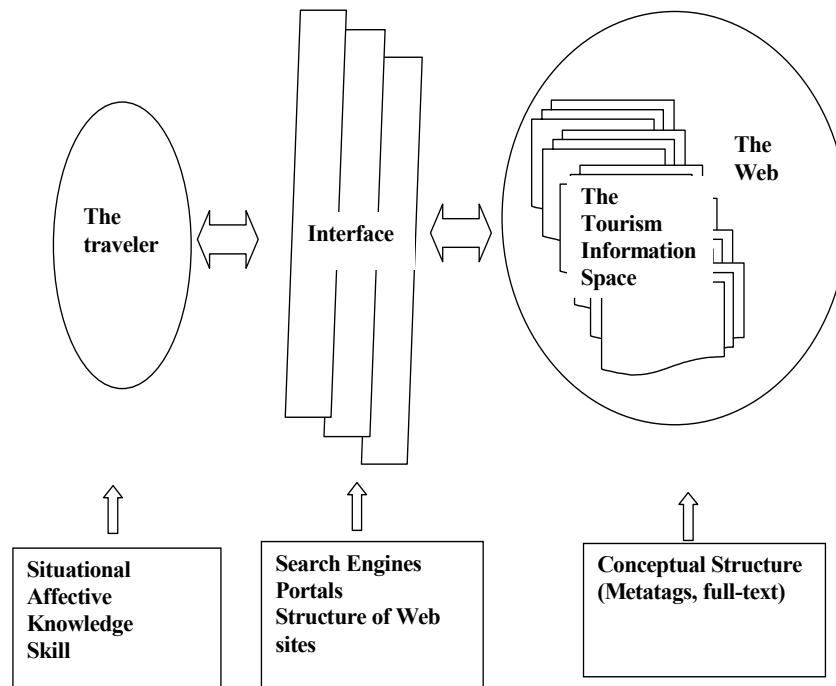 The
traveler
Interface
The
Web
The
Tourism
Information
Space
Situational
Affective
Knowledge
Skill
Search Engines
Portals
Structure of Web
sites
Conceptual Structure
(Metatags, full-text)